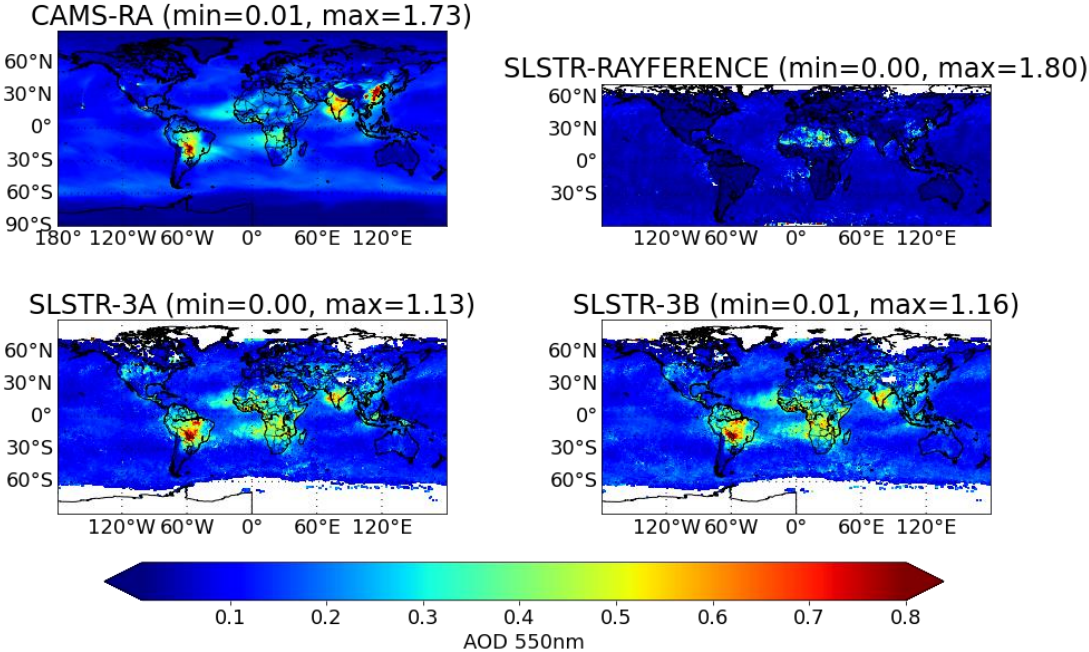 CAMS-RA (min=0.01, max=1.73)
60°N
30°N
0°
30°S
60°S
90°S
180° 120°W 60°W 0° 60°E 120°E
SLSTR-RAYFERENCE (min=0.00, max=1.80)
60°N
30°N
0°
30°S
120°W 60°W 0° 60°E 120°E
SLSTR-3A (min=0.00, max=1.13)
60°N
30°N
0°
30°S
60°S
120°W 60°W 0° 60°E 120°E
SLSTR-3B (min=0.01, max=1.16)
60°N
30°N
0°
30°S
60°S
120°W 60°W 0° 60°E 120°E
0.1 0.2 0.3 0.4 0.5 0.6 0.7 0.8
AOD 550nm